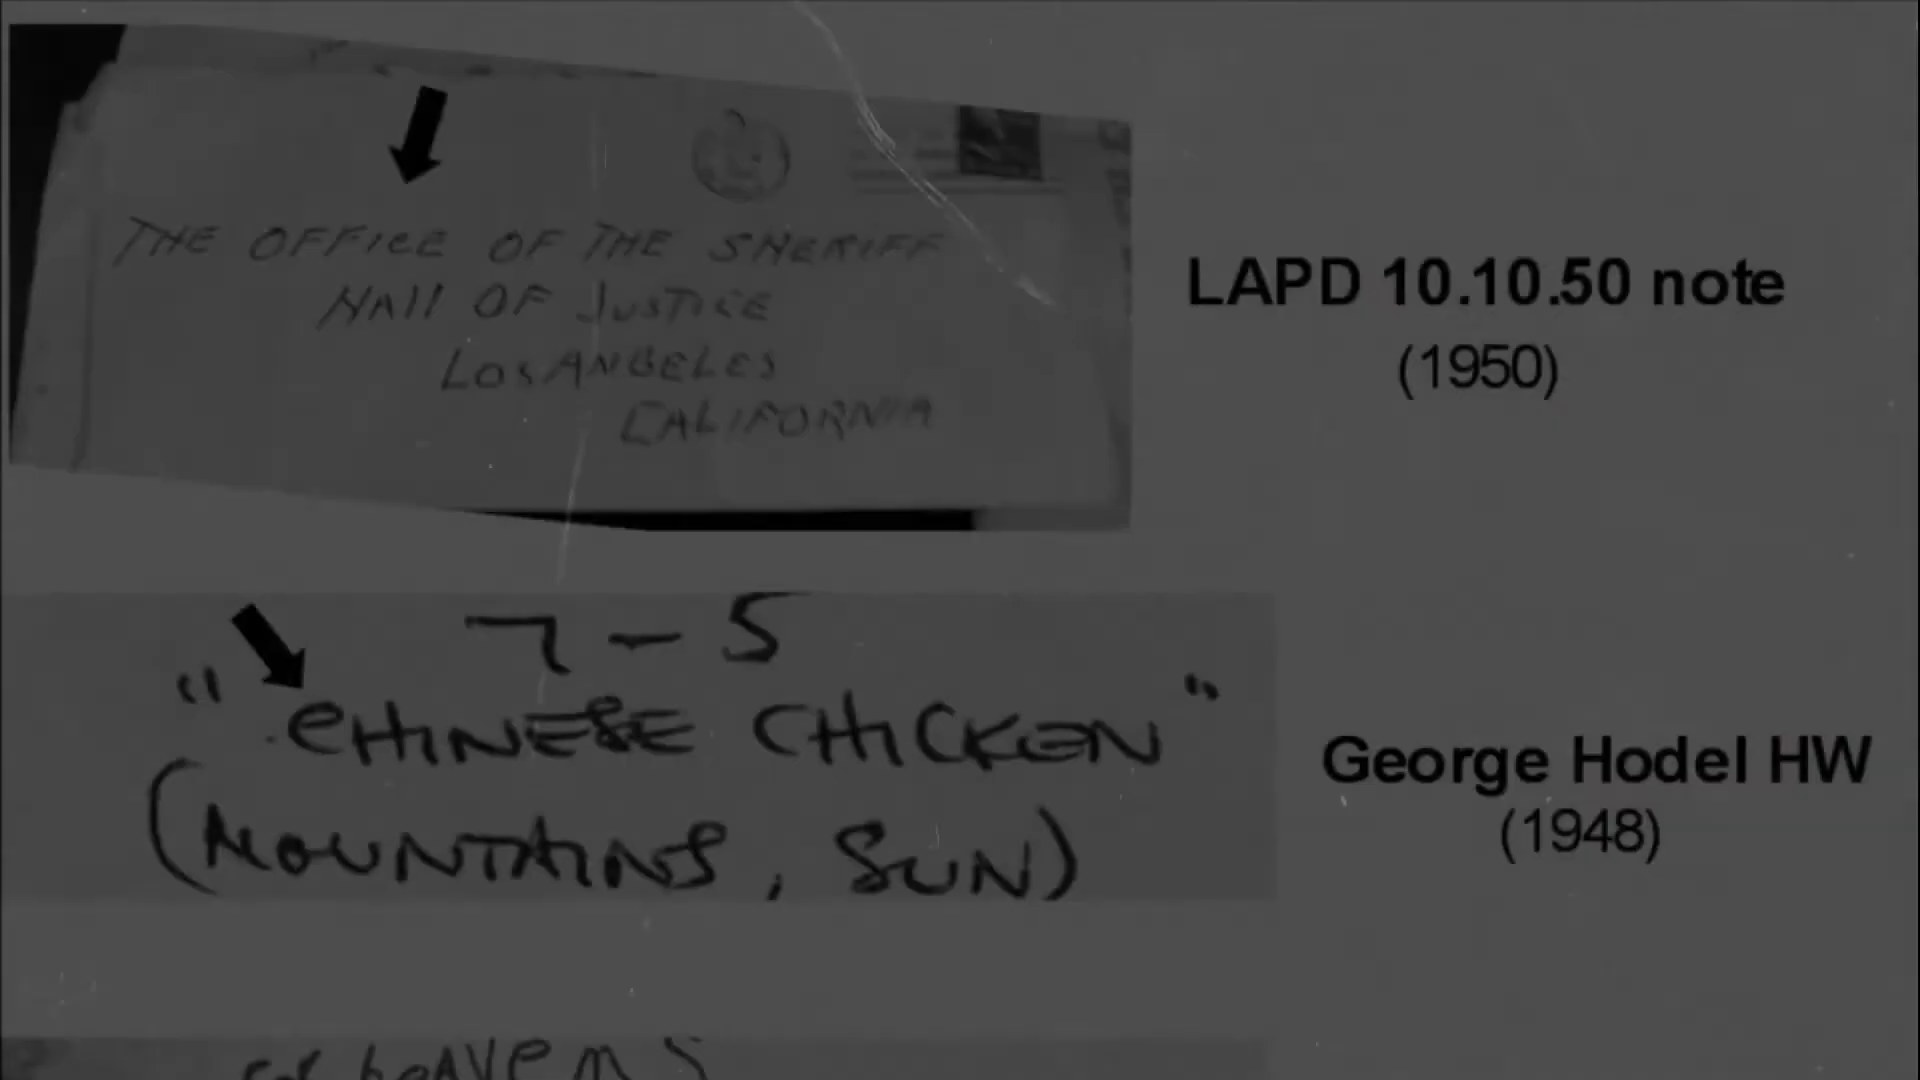 THE OFFICE OF THE SHERIFF
HAll OF JUSTICE
LOS ANGELES
CALIFORNIA
LAPD 10.10.50 note
(1950)
7-5
"CHINESE CHICKEN"
(MOUNTAINS, SUN)
George Hodel HW
(1948)